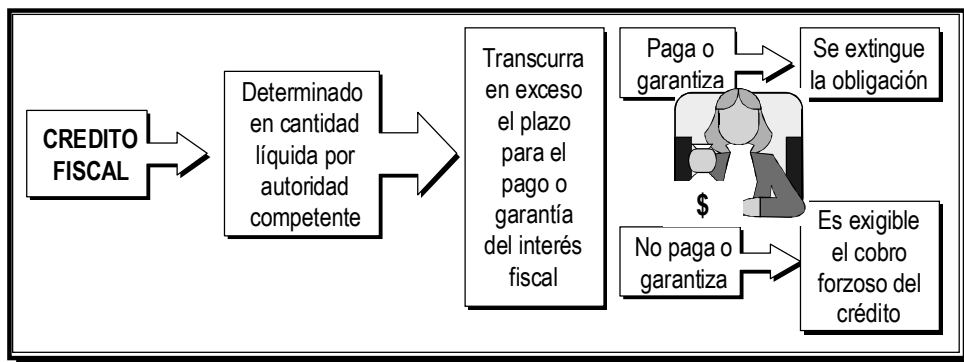 CREDITO
FISCAL
Determinado
en cantidad
líquida por
autoridad
competente
Transcurra
en exceso
el plazo
para el
pago o
garantía
del interés
fiscal
Paga o
garantiza
Se extingue
la obligación
$
No paga o
garantiza
Es exigible
el cobro
forzoso del
crédito